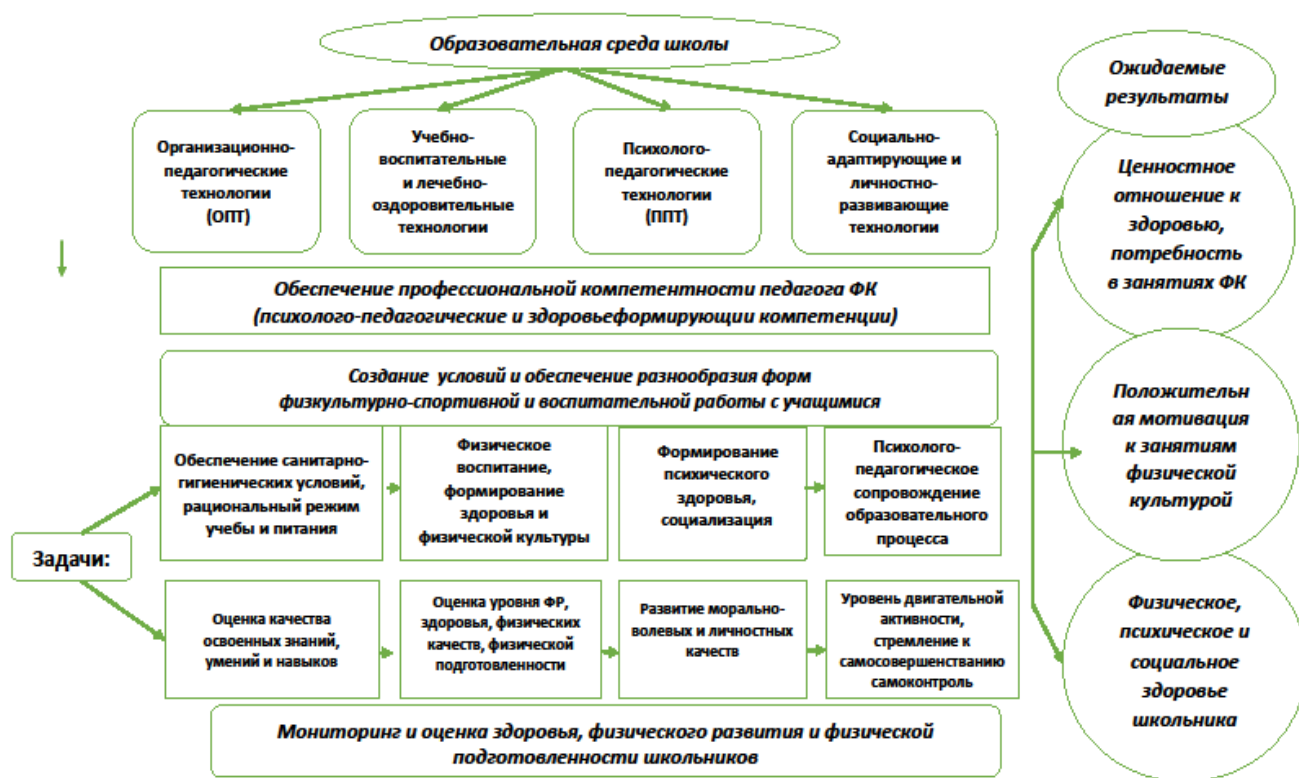 Образовательная среда школы
Ожидаемые
результаты
Организационно-
педагогические
технологии
(ОПТ)
Учебно-
воспитательные
и лечебно-
оздоровительные
технологии
Психолого-
педагогические
технологии
(ППТ)
Социально-
адаптирующие и
личностно-
развивающие
технологии
Ценностное
отношение к
здоровью,
потребность
в занятиях ФК
Обеспечение профессиональной компетентности педагога ФК
(психолого-педагогические и здоровьеформирующии компетенции)
Создание условий и обеспечение разнообразия форм
физкультурно-спортивной и воспитательной работы с учащимися
Положительн
ая мотивация
к занятиям
физической
культурой
Задачи:
Обеспечение санитарно-
гигиенических условий,
рациональный режим
учебы и питания
Физическое
воспитание,
формирование
здоровья и
физической культуры
Формирование
психического
здоровья,
социализация
Психолого-
педагогическое
сопровождение
образовательного
процесса
Оценка качества
освоенных знаний,
умений и навыков
Оценка уровня ФР,
здоровья, физических
качеств, физической
подготовленности
Развитие морально-
волевых и личностных
качеств
Уровень двигательной
активности,
стремление к
самосовершенстванию
самоконтроль
Физическое,
психическое и
социальное
здоровье
школьника
Мониторинг и оценка здоровья, физического развития и физической
подготовленности школьников